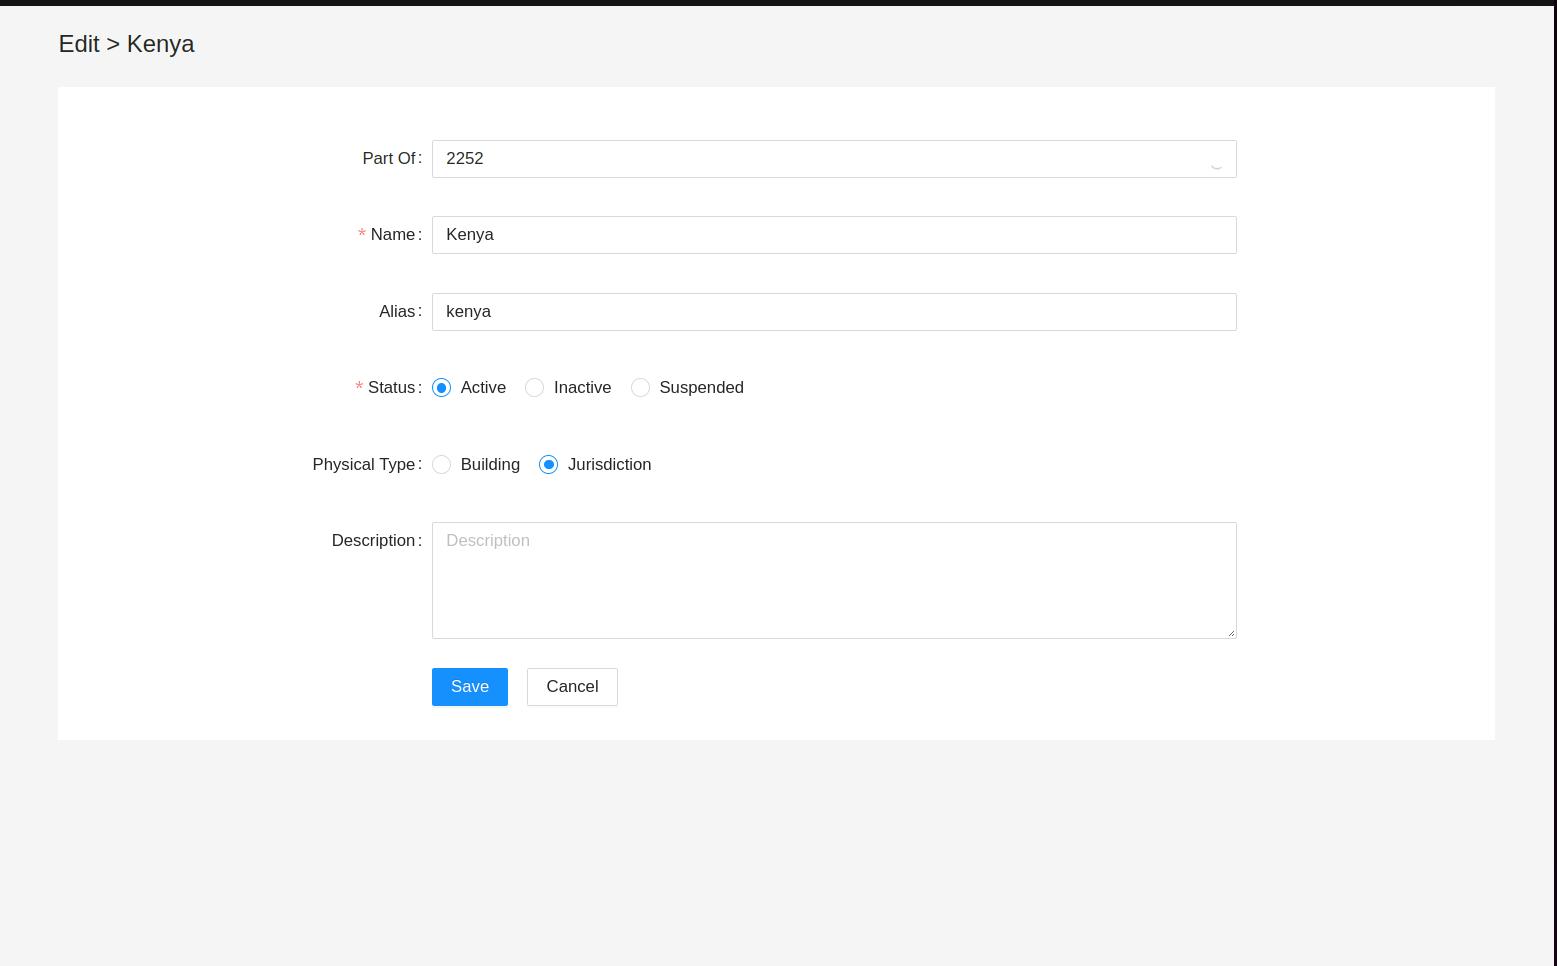 Edit > Kenya
Part Of: 2252
* Name: Kenya
Alias: kenya
* Status: Active Inactive Suspended
Physical Type: Building Jurisdiction
Description: Description
Save Cancel